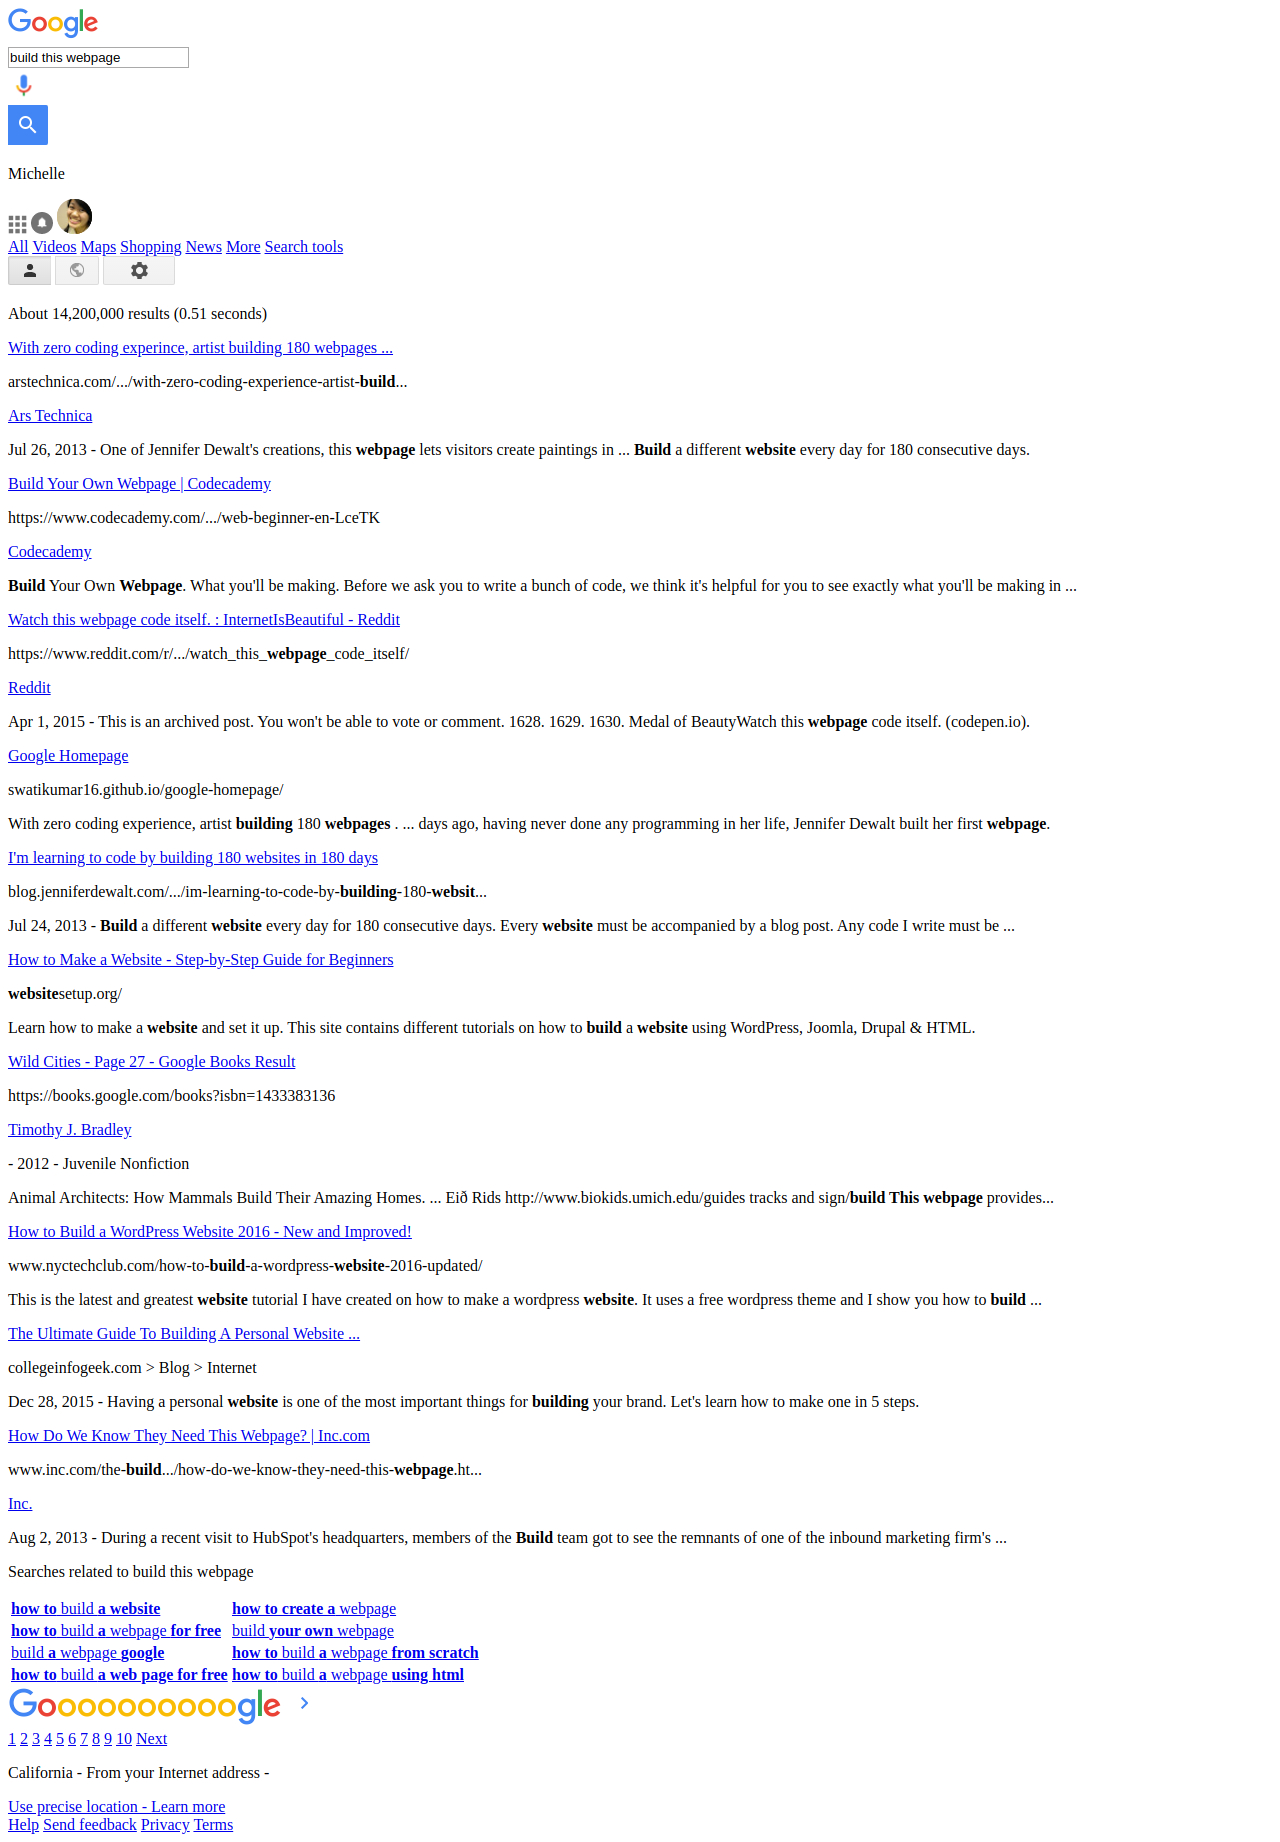 Google
build this webpage
Michelle
All Videos Maps Shopping News More Search tools
About 14,200,000 results (0.51 seconds)
With zero coding experince, artist building 180 webpages ...
arstechnica.com/.../with-zero-coding-experience-artist-build...
Ars Technica
Jul 26, 2013 - One of Jennifer Dewalt's creations, this webpage lets visitors create paintings in ... Build a different website every day for 180 consecutive days.
Build Your Own Webpage | Codecademy
https://www.codecademy.com/.../web-beginner-en-LceTK
Codecademy
Build Your Own Webpage. What you'll be making. Before we ask you to write a bunch of code, we think it's helpful for you to see exactly what you'll be making in ...
Watch this webpage code itself. : InternetIsBeautiful - Reddit
https://www.reddit.com/r/.../watch_this_webpage_code_itself/
Reddit
Apr 1, 2015 - This is an archived post. You won't be able to vote or comment. 1628. 1629. 1630. Medal of BeautyWatch this webpage code itself. (codepen.io).
Google Homepage
swatikumar16.github.io/google-homepage/
With zero coding experience, artist building 180 webpages . ... days ago, having never done any programming in her life, Jennifer Dewalt built her first webpage.
I'm learning to code by building 180 websites in 180 days
blog.jenniferdewalt.com/.../im-learning-to-code-by-building-180-websit...
Jul 24, 2013 - Build a different website every day for 180 consecutive days. Every website must be accompanied by a blog post. Any code I write must be ...
How to Make a Website - Step-by-Step Guide for Beginners
websitesetup.org/
Learn how to make a website and set it up. This site contains different tutorials on how to build a website using WordPress, Joomla, Drupal & HTML.
Wild Cities - Page 27 - Google Books Result
https://books.google.com/books?isbn=1433383136
Timothy J. Bradley
- 2012 - Juvenile Nonfiction
Animal Architects: How Mammals Build Their Amazing Homes. ... Eið Rids http://www.biokids.umich.edu/guides tracks and sign/build This webpage provides...
How to Build a WordPress Website 2016 - New and Improved!
www.nyctechclub.com/how-to-build-a-wordpress-website-2016-updated/
This is the latest and greatest website tutorial I have created on how to make a wordpress website. It uses a free wordpress theme and I show you how to build ...
The Ultimate Guide To Building A Personal Website ...
collegeinfogeek.com > Blog > Internet
Dec 28, 2015 - Having a personal website is one of the most important things for building your brand. Let's learn how to make one in 5 steps.
How Do We Know They Need This Webpage? | Inc.com
www.inc.com/the-build.../how-do-we-know-they-need-this-webpage.ht...
Inc.
Aug 2, 2013 - During a recent visit to HubSpot's headquarters, members of the Build team got to see the remnants of one of the inbound marketing firm's ...
Searches related to build this webpage
how to build a website how to create a webpage
how to build a webpage for free build your own webpage
build a webpage google how to build a webpage from scratch
how to build a web page for free how to build a webpage using html
Goooooooooogle >
1 2 3 4 5 6 7 8 9 10 Next
California - From your Internet address -
Use precise location - Learn more
Help Send feedback Privacy Terms